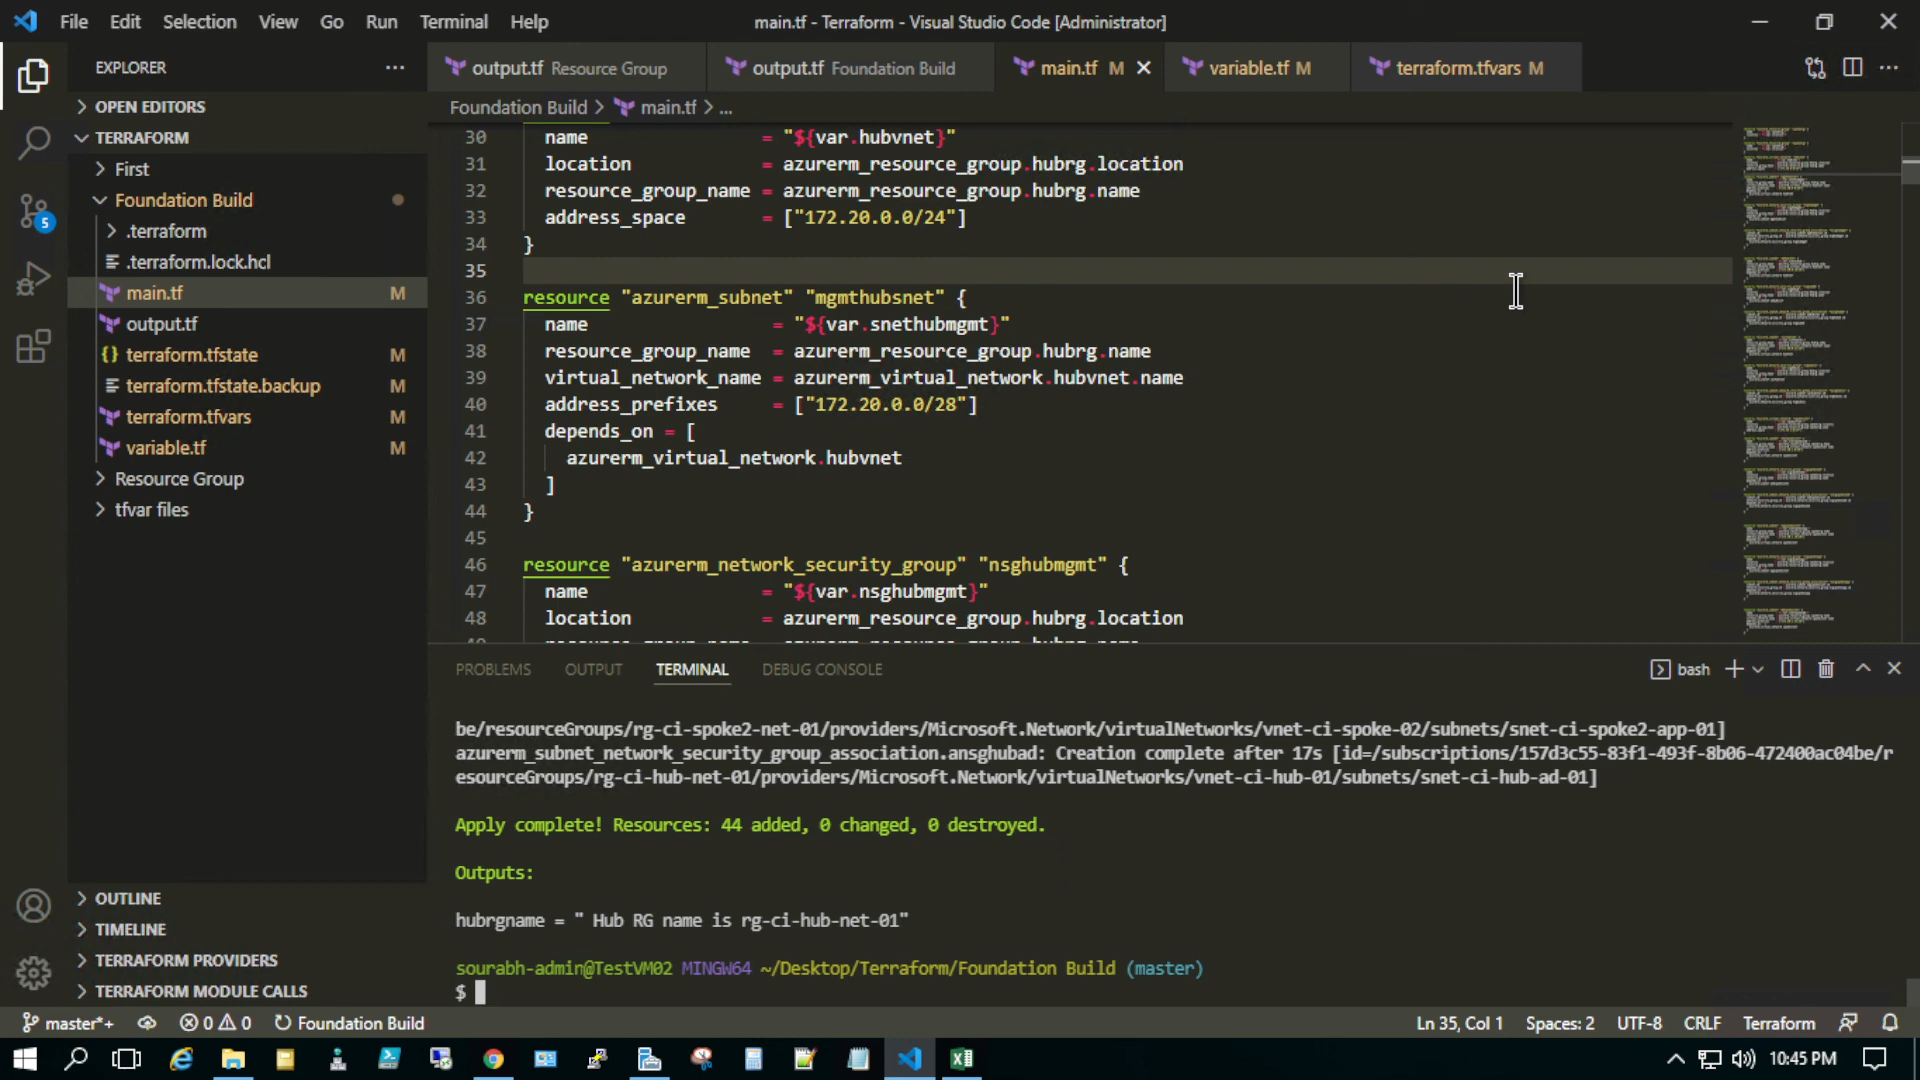 File Edit Selection View Go Run Terminal Help
main.tf - Terraform - Visual Studio Code [Administrator]
EXPLORER
output.tf Resource Group
output.tf Foundation Build
main.tf M
variable.tf M
terraform.tfvars M
OPEN EDITORS
TERRAFORM
First
Foundation Build
.terraform
.terraform.lock.hcl
main.tf M
output.tf
terraform.tfstate M
terraform.tfstate.backup M
terraform.tfvars M
variable.tf M
Resource Group
tfvar files
OUTLINE
TIMELINE
TERRAFORM PROVIDERS
TERRAFORM MODULE CALLS
5
Foundation Build > main.tf > ...
30 name = "${var.hubvnet}"
31 location = azurerm_resource_group.hubrg.location
32 resource_group_name = azurerm_resource_group.hubrg.name
33 address_space = ["172.20.0.0/24"]
34 }
35
36 resource "azurerm_subnet" "mgmthubsnet" {
37 name = "${var.snethubmgmt}"
38 resource_group_name = azurerm_resource_group.hubrg.name
39 virtual_network_name = azurerm_virtual_network.hubvnet.name
40 address_prefixes = ["172.20.0.0/28"]
41 depends_on = [
42 azurerm_virtual_network.hubvnet
43 ]
44 }
45
46 resource "azurerm_network_security_group" "nsghubmgmt" {
47 name = "${var.nsghubmgmt}"
48 location = azurerm_resource_group.hubrg.location
PROBLEMS OUTPUT TERMINAL DEBUG CONSOLE
bash
be/resourceGroups/rg-ci-spoke2-net-01/providers/Microsoft.Network/virtualNetworks/vnet-ci-spoke-02/subnets/snet-ci-spoke2-app-01]
azurerm_subnet_network_security_group_association.ansghubad: Creation complete after 17s [id=/subscriptions/157d3c55-83f1-493f-8b06-472400ac04be/r
esourceGroups/rg-ci-hub-net-01/providers/Microsoft.Network/virtualNetworks/vnet-ci-hub-01/subnets/snet-ci-hub-ad-01]
Apply complete! Resources: 44 added, 0 changed, 0 destroyed.
Outputs:
hubrgname = " Hub RG name is rg-ci-hub-net-01"
sourabh-admin@TestVM02 MINGW64 ~/Desktop/Terraform/Foundation Build (master)
$
master*+ 0 0 Foundation Build
Ln 35, Col 1 Spaces: 2 UTF-8 CRLF Terraform
10:45 PM